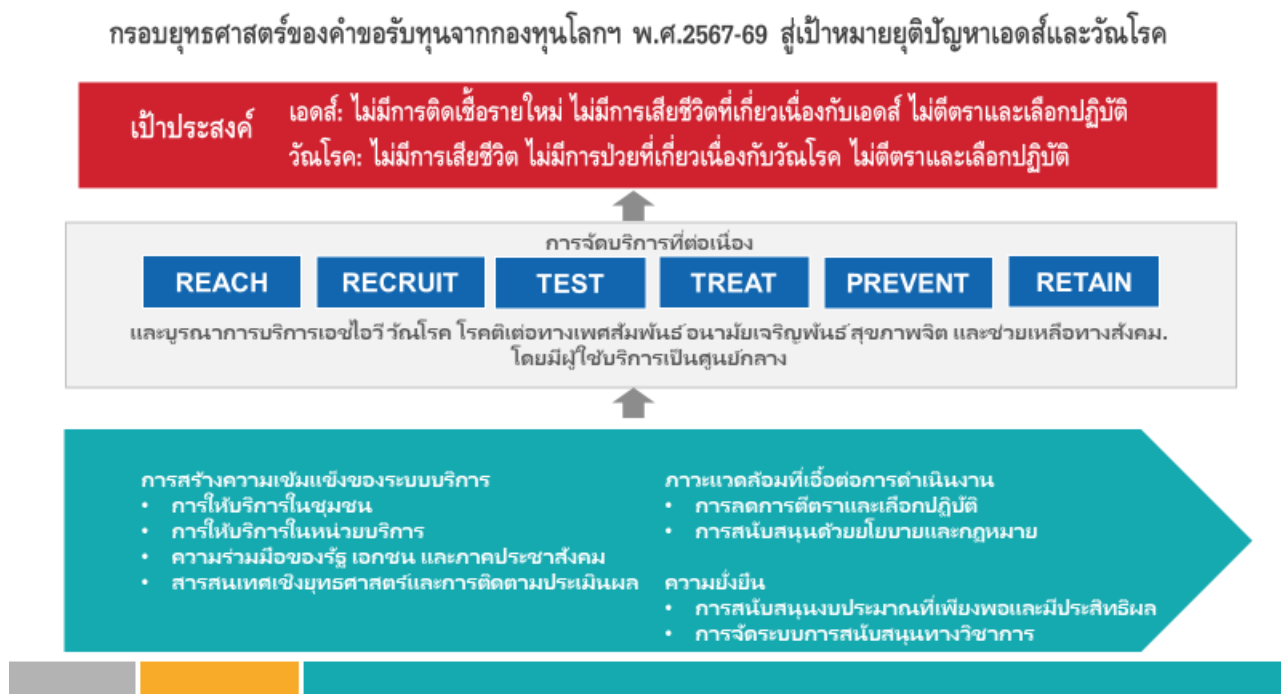 กรอบยุทธศาสตร์ของคำขอรับทุนจากกองทุนโลกฯ พ.ศ.2567-69 สู่เป้าหมายยุติปัญหาเอดส์และวัณโรค
เป้าประสงค์
เอดส์: ไม่มีการติดเชื้อรายใหม่ ไม่มีการเสียชีวิตที่เกี่ยวเนื่องกับเอดส์ ไม่ตีตราและเลือกปฏิบัติ
วัณโรค: ไม่มีการเสียชีวิต ไม่มีการป่วยที่เกี่ยวเนื่องกับวัณโรค ไม่ตีตราและเลือกปฏิบัติ
การจัดบริการที่ต่อเนื่อง
REACH RECRUIT TEST TREAT PREVENT RETAIN
และบูรณาการบริการเอชไอวี วัณโรค โรคติเต่อทางเพศสัมพันธ์ อนามัยเจริญพันธ์ สุขภาพจิต และช่วยเหลือทางสังคม.
โดยมีผู้ใช้บริการเป็นศูนย์กลาง
การสร้างความเข้มแข็งของระบบบริการ
• การให้บริการในชุมชน
• การให้บริการในหน่วยบริการ
• ความร่วมมือของรัฐ เอกชน และภาคประชาสังคม
• สารสนเทศเชิงยุทธศาสตร์และการติดตามประเมินผล
ภาวะแวดล้อมที่เอื้อต่อการดำเนินงาน
• การลดการตีตราและเลือกปฏิบัติ
• การสนับสนุนด้วยนโยบายและกฎหมาย
ความยั่งยืน
• การสนับสนุนงบประมาณที่เพียงพอและมีประสิทธิผล
• การจัดระบบการสนับสนุนทางวิชาการ